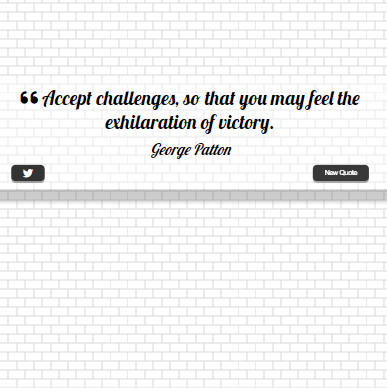 ❝ Accept challenges, so that you may feel the
exhilaration of victory.
George Patton
New Quote